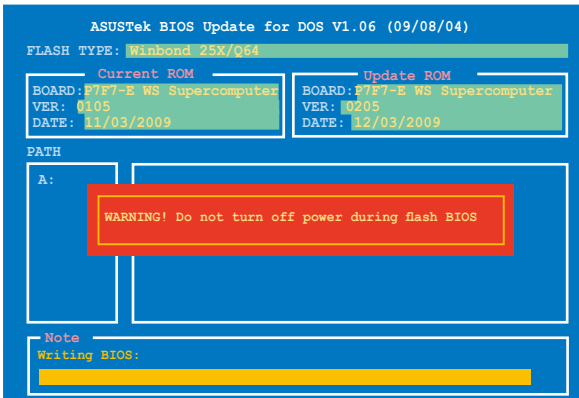 ASUSTek BIOS Update for DOS V1.06 (09/08/04)
FLASH TYPE: Winbond 25X/Q64
Current ROM
BOARD:P7F7-E WS Supercomputer
VER: 0105
DATE: 11/03/2009
Update ROM
BOARD:P7F7-E WS Supercomputer
VER: 0205
DATE: 12/03/2009
PATH
A:
WARNING! Do not turn off power during flash BIOS
Note
Writing BIOS: